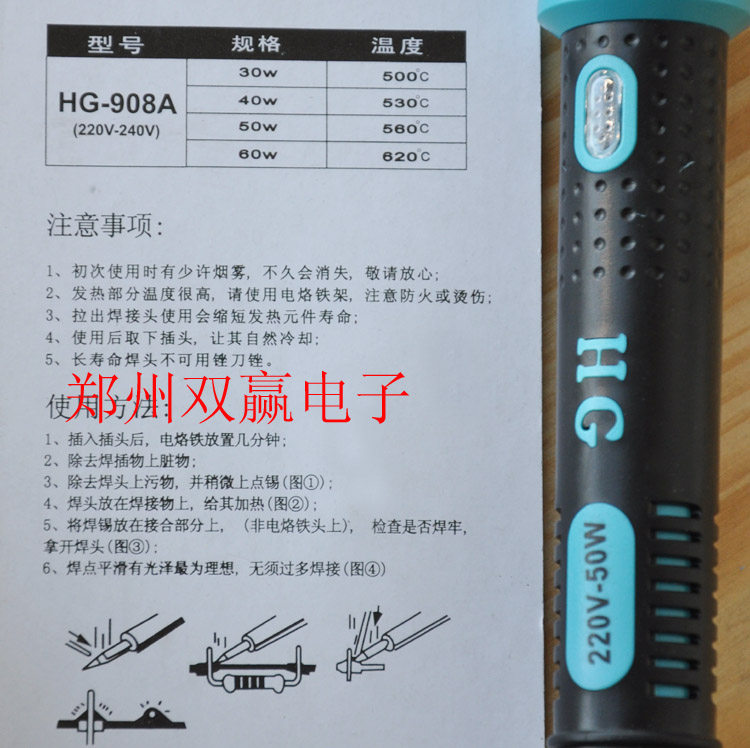 型号 规格 温度
HG-908A
(220V-240V)
30w 500℃
40w 530℃
50w 560℃
60w 620℃
注意事项:
1、初次使用时有少许烟雾, 不久会消失, 敬请放心;
2、发热部分温度很高, 请使用电烙铁架, 注意防火或烫伤;
3、拉出焊接头使用会缩短发热元件寿命;
4、使用后取下插头, 让其自然冷却;
5、长寿命焊头不可用锉刀锉。
郑州双赢电子
使用方法:
1、插入插头后, 电烙铁放置几分钟;
2、除去焊插物上脏物;
3、除去焊头上污物, 并稍微上点锡(图①);
4、焊头放在焊接物上, 给其加热(图②);
5、将焊锡放在接合部分上, (非电烙铁头上), 检查是否焊牢,
拿开焊头(图③);
6、焊点平滑有光泽最为理想, 无须过多焊接(图④)
HG
220V-50W